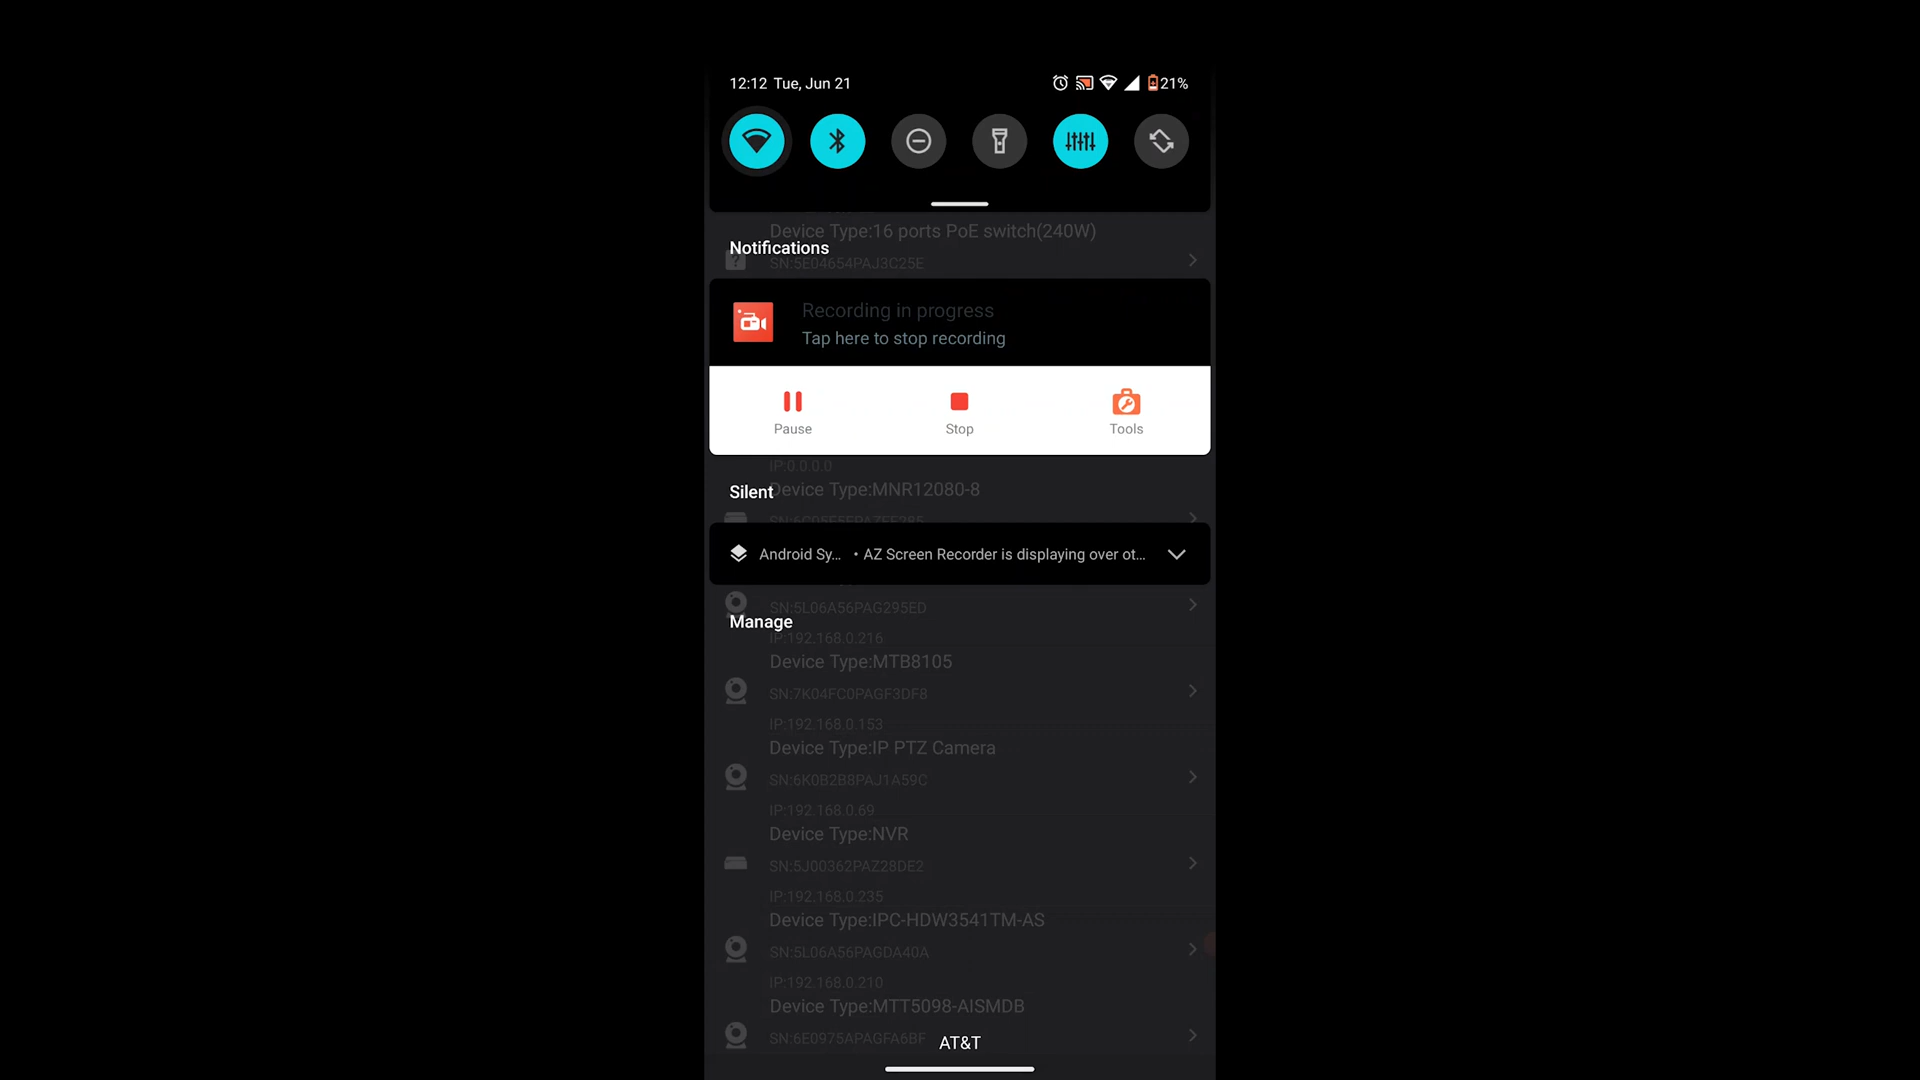 12:12 Tue, Jun 21
21%
Device Type:16 ports PoE switch(240W)
Notifications
SN:5E04654PAJ3C25E
Recording in progress
Tap here to stop recording
Pause Stop Tools
IP:0.0.0.0
Device Type:MNR12080-8
Silent
Android Sy... • AZ Screen Recorder is displaying over ot...
SN:5L06A56PAG295ED
Manage
IP:192.168.0.216
Device Type:MTB8105
SN:7K04FC0PAGF3DF8
IP:192.168.0.153
Device Type:IP PTZ Camera
SN:6K0B2B8PAJ1A59C
IP:192.168.0.69
Device Type:NVR
SN:5J00362PAZ28DE2
IP:192.168.0.235
Device Type:IPC-HDW3541TM-AS
SN:5L06A56PAGDA40A
IP:192.168.0.210
Device Type:MTT5098-AISMDB
SN:6E0975APAGFA6BF
AT&T